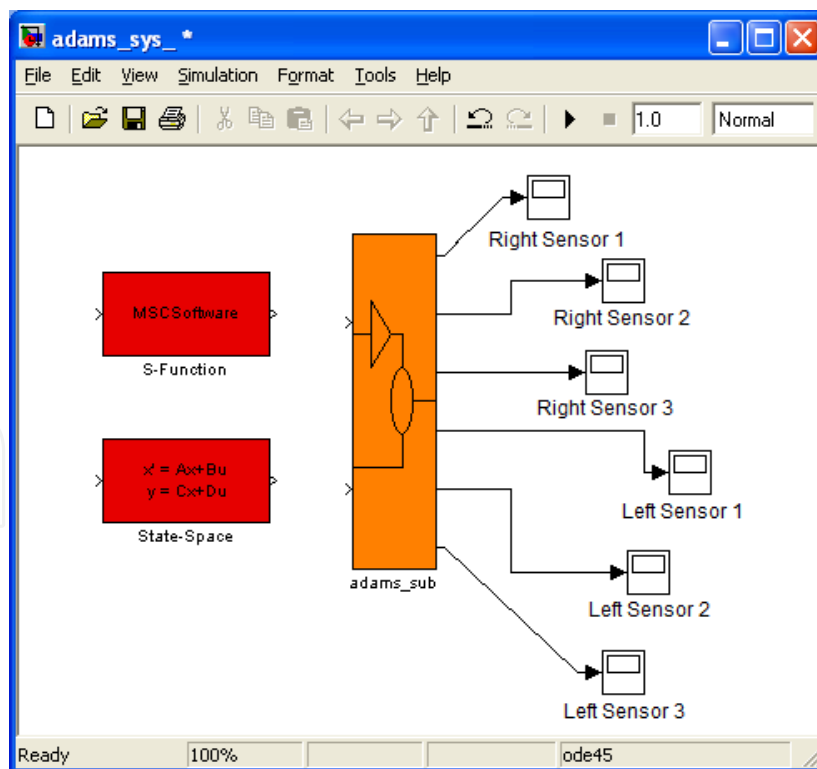 adams_sys_ *
File Edit View Simulation Format Tools Help
1.0 Normal
Right Sensor 1
MSCSoftware
S-Function
Right Sensor 2
Right Sensor 3
x' = Ax+Bu
y = Cx+Du
State-Space
Left Sensor 1
adams_sub
Left Sensor 2
Left Sensor 3
Ready 100% ode45